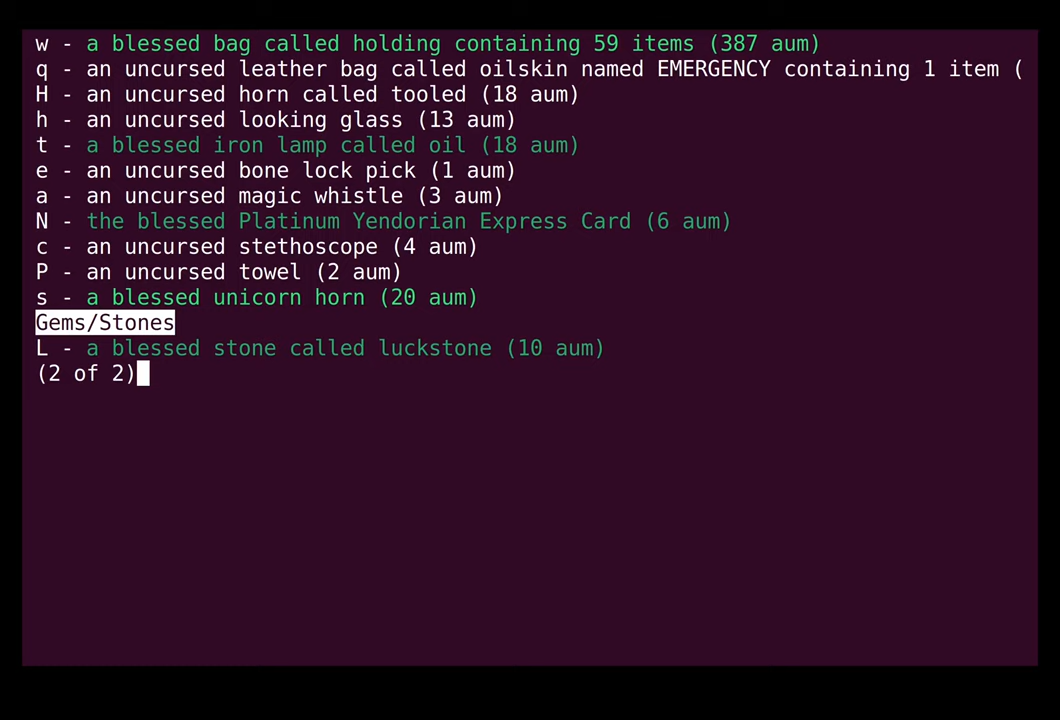 w - a blessed bag called holding containing 59 items (387 aum)
q - an uncursed leather bag called oilskin named EMERGENCY containing 1 item (
H - an uncursed horn called tooled (18 aum)
h - an uncursed looking glass (13 aum)
t - a blessed iron lamp called oil (18 aum)
e - an uncursed bone lock pick (1 aum)
a - an uncursed magic whistle (3 aum)
N - the blessed Platinum Yendorian Express Card (6 aum)
c - an uncursed stethoscope (4 aum)
P - an uncursed towel (2 aum)
s - a blessed unicorn horn (20 aum)
Gems/Stones
L - a blessed stone called luckstone (10 aum)
(2 of 2)